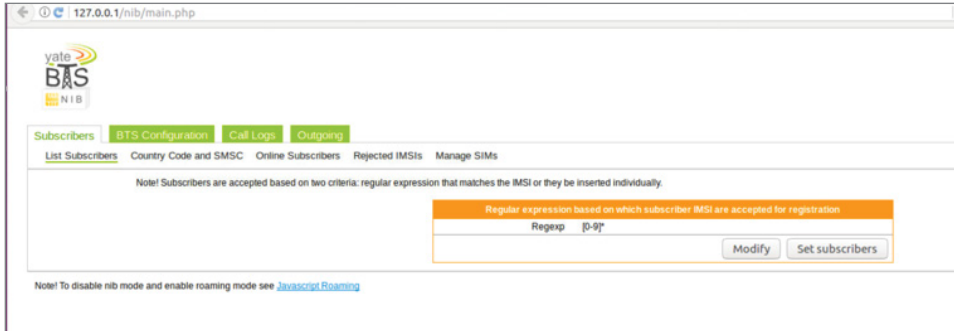 127.0.0.1/nib/main.php
yate
BTS
NIB
Subscribers BTS Configuration Call Logs Outgoing
List Subscribers Country Code and SMSC Online Subscribers Rejected IMSIs Manage SIMs
Note! Subscribers are accepted based on two criteria: regular expression that matches the IMSI or they be inserted individually.
Regular expression based on which subscriber IMSI are accepted for registration
Regexp [0-9]*
Modify Set subscribers
Note! To disable nib mode and enable roaming mode see Javascript Roaming